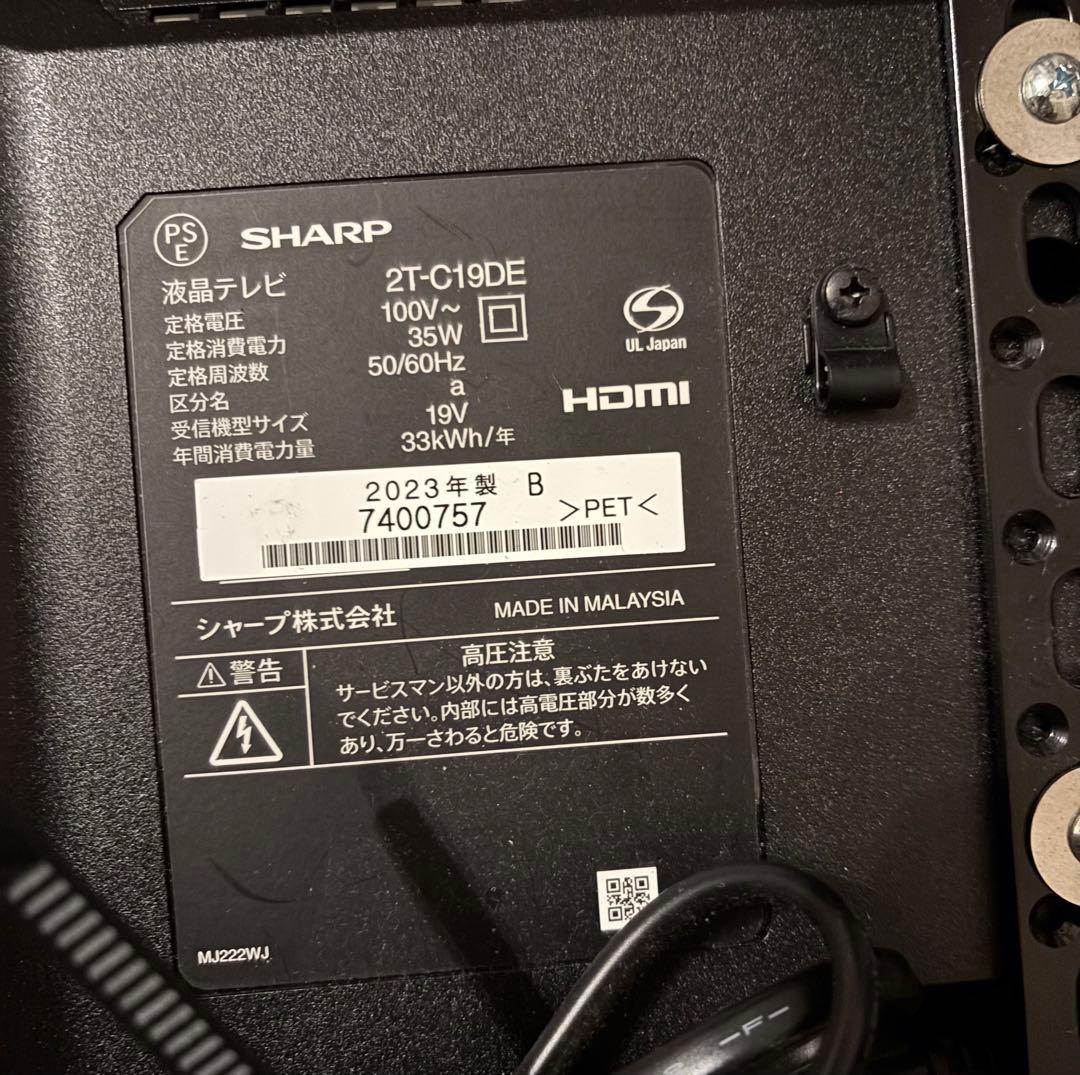 PS
E
SHARP
液晶テレビ 2T-C19DE
定格電圧 100V～
定格消費電力 35W
定格周波数 50/60Hz
区分名 a
受信機型サイズ 19V
年間消費電力量 33kWh/年
UL Japan
HDMI
2023年製 B
7400757 >PET<
シャープ株式会社 MADE IN MALAYSIA
警告
高圧注意
サービスマン以外の方は、裏ぶたをあけない
でください。内部には高電圧部分が数多く
あり、万一さわると危険です。
MJ222WJ
-F-